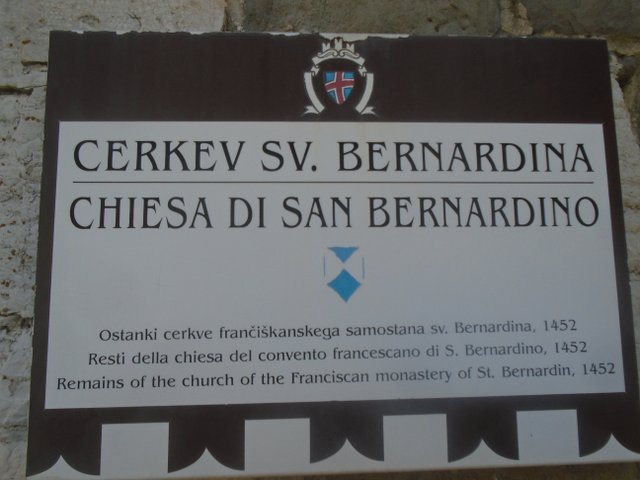 CERKEV SV. BERNARDINA
CHIESA DI SAN BERNARDINO
Ostanki cerkve frančiškanskega samostana sv. Bernardina, 1452
Resti della chiesa del convento francescano di S. Bernardino, 1452
Remains of the church of the Franciscan monastery of St. Bernardin, 1452